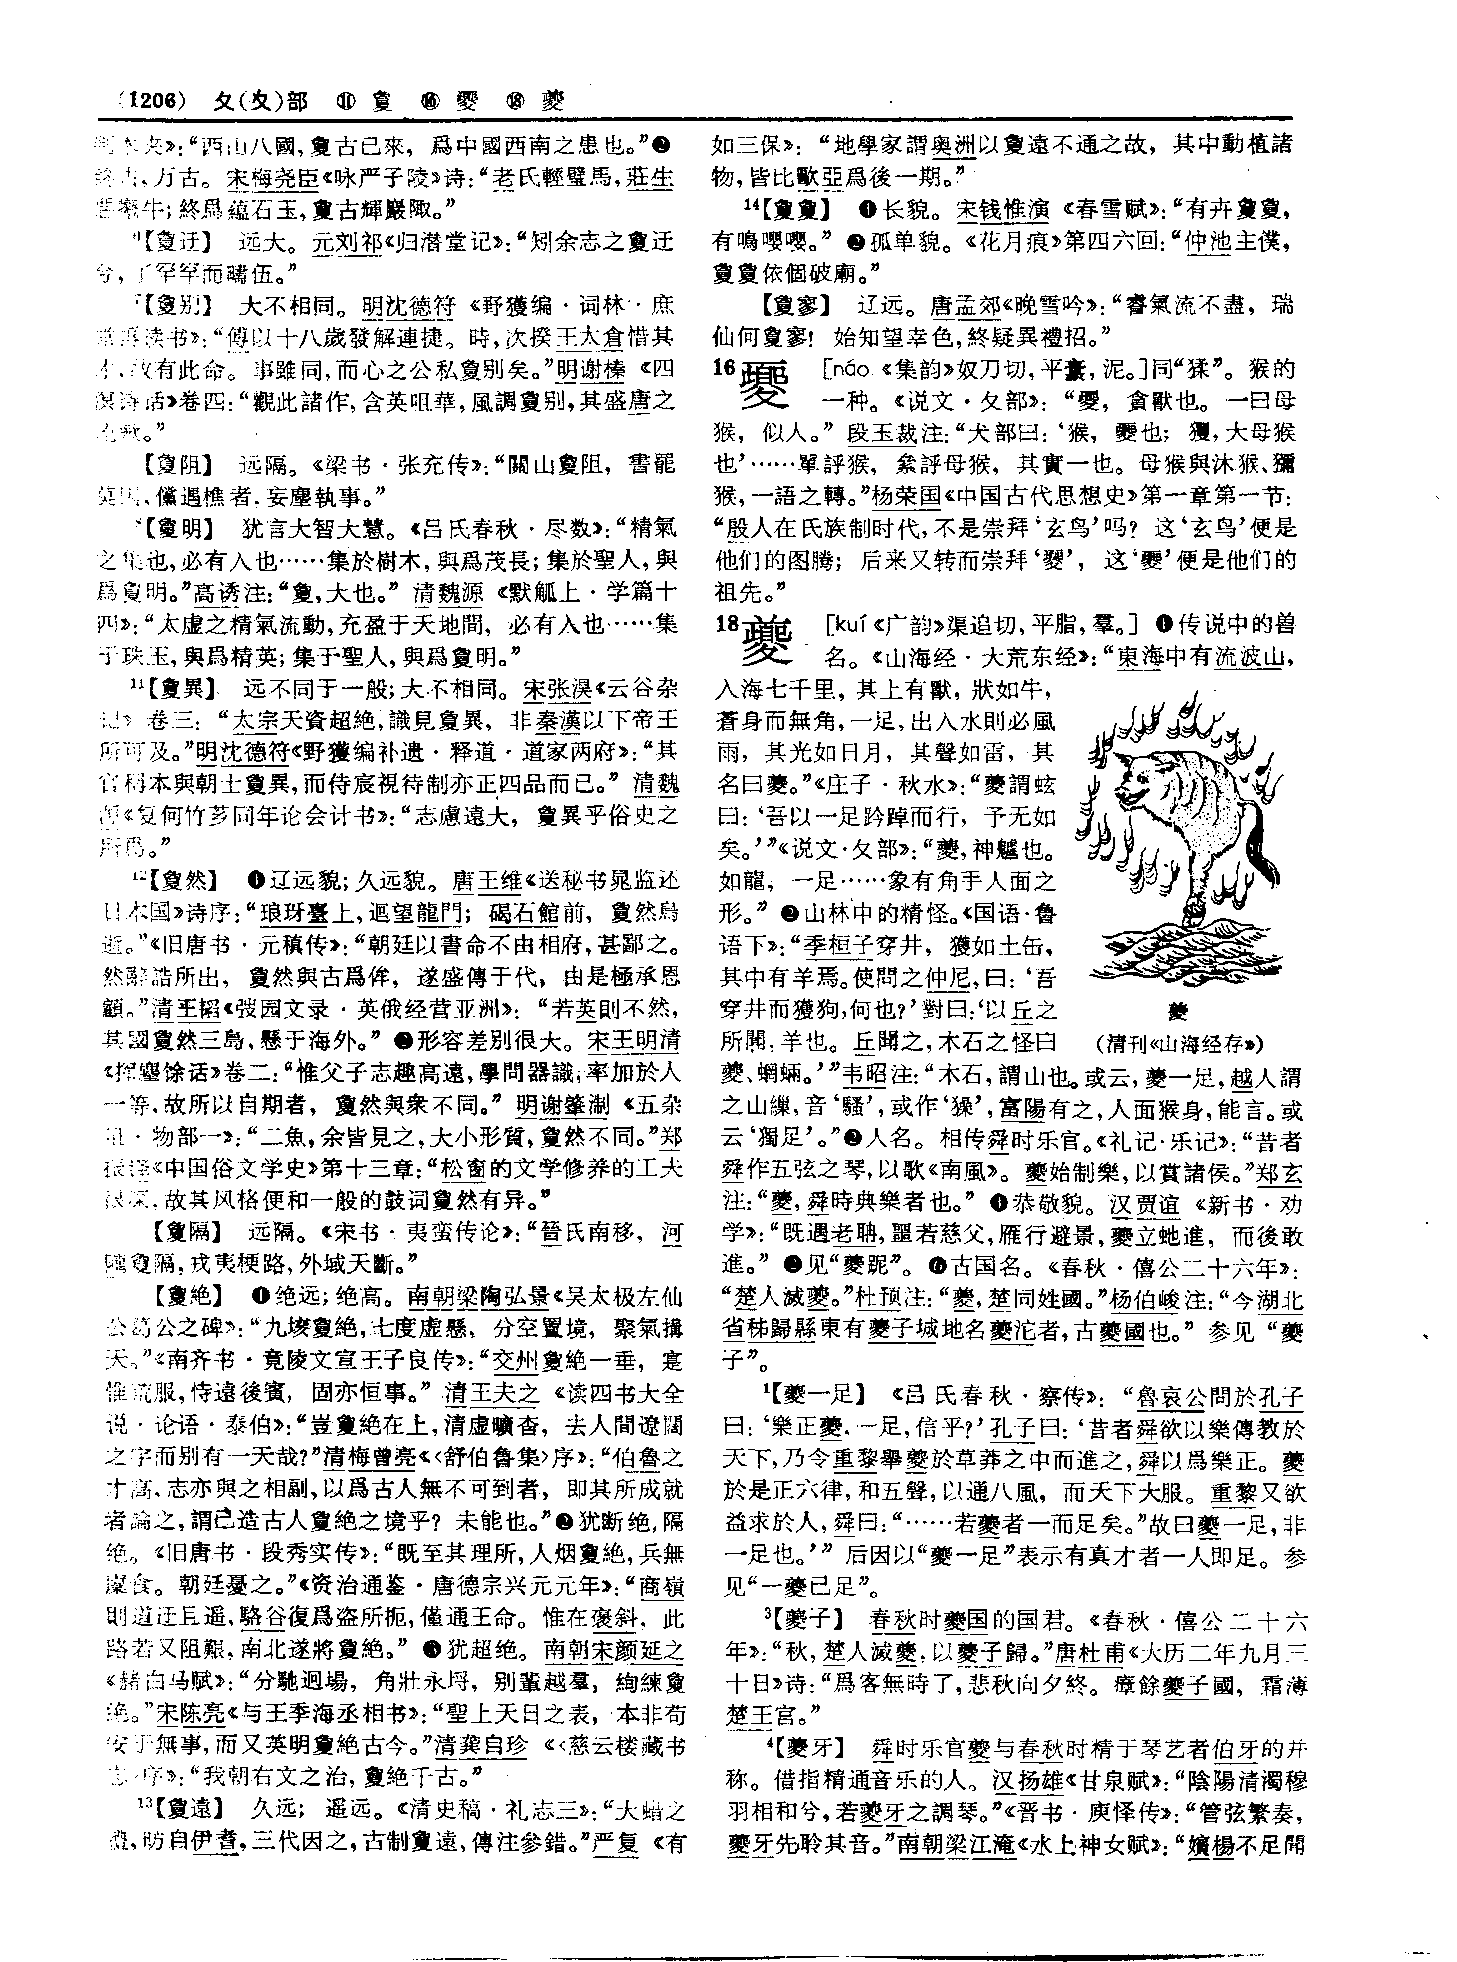 (1206) 夂(夊)部 ⑪ 敻 ⑯ 夒 ⑱ 夔
夹》:“西山八國,敻古已來,爲中國西南之患也。”❷
终古,万古。宋梅尧臣《咏严子陵》诗:“老氏輕璧馬,莊生
犧牛;終爲蘊石玉,敻古輝巖陬。”
【敻迂】 远大。元刘祁《归潜堂记》:“矧余志之敻迂
兮,罕而疇伍。”
【敻别】 大不相同。明沈德符《野獲编·词林·庶
读书》:“傅以十八歲發解連捷。時,次揆王太倉惜其
才,故有此命。事雖同,而心之公私敻别矣。”明谢榛《四
溟诗话》卷四:“觀此諸作,含英咀華,風調敻别,其盛唐之
。”
【敻阻】 远隔。《梁书·张充传》:“關山敻阻,書罷
莫因,儻遇樵者,妄塵執事。”
【敻明】 犹言大智大慧。《吕氏春秋·尽数》:“精氣
之集也,必有入也……集於樹木,與爲茂長;集於聖人,與
爲敻明。”高诱注:“敻,大也。”清魏源《默觚上·学篇十
四》:“太虚之精氣流動,充盈于天地間,必有入也……集
于珠玉,與爲精英;集于聖人,與爲敻明。”
11【敻異】 远不同于一般;大不相同。宋张淏《云谷杂
记》卷三:“太宗天資超絶,識見敻異,非秦漢以下帝王
所可及。”明沈德符《野獲编补遗·释道·道家两府》:“其
官秩本與朝士敻異,而侍宸視待制亦正四品而已。”清魏
源《复何竹芗同年论会计书》:“志慮遠大,敻異乎俗史之
所爲。”
12【敻然】 ❶辽远貌;久远貌。唐王维《送秘书晁监还
日本国》诗序:“琅玡臺上,迴望龍門;碣石館前,敻然鳥
逝。”《旧唐书·元稹传》:“朝廷以書命不由相府,甚鄙之。
然辭誥所出,敻然與古爲侔,遂盛傳于代,由是極承恩
顧。”清王韬《弢园文录·英俄经营亚洲》:“若英則不然,
其國敻然三島,懸于海外。”❷形容差别很大。宋王明清
《挥麈馀话》卷二:“惟父子志趣高遠,學問器識,率加於人
一等,故所以自期者,敻然與衆不同。”明谢肇淛《五杂
俎·物部一》:“二魚,余皆見之,大小形質,敻然不同。”郑
振铎《中国俗文学史》第十三章:“松窗的文学修养的工夫
很深,故其风格便和一般的鼓词敻然有异。”
【敻隔】 远隔。《宋书·夷蛮传论》:“晉氏南移,河
隴敻隔,戎夷梗路,外域天斷。”
【敻絶】 ❶绝远;绝高。南朝梁陶弘景《吴太极左仙
公葛公之碑》:“九垓敻絶,七度虚懸,分空置境,聚氣搆
天。”《南齐书·竟陵文宣王子良传》:“交州敻絶一垂,寔
惟荒服,恃遠後賓,固亦恒事。”清王夫之《读四书大全
说·论语·泰伯》:“豈敻絶在上,清虚曠杳,去人間遼闊
之宇而别有一天哉?”清梅曾亮《〈舒伯鲁集〉序》:“伯魯之
才高,志亦與之相副,以爲古人無不可到者,即其所成就
者論之,謂已造古人敻絶之境乎?未能也。”❷犹断绝,隔
绝。《旧唐书·段秀实传》:“既至其理所,人烟敻絶,兵無
廩食。朝廷憂之。”《资治通鉴·唐德宗兴元元年》:“商嶺
則道迂且遥,駱谷復爲盗所扼,僅通王命。惟在褒斜,此
路若又阻艱,南北遂將敻絶。”❸犹超绝。南朝宋颜延之
《赭白马赋》:“分馳迴場,角壯永埒,别輩越羣,絢練敻
絶。”宋陈亮《与王季海丞相书》:“聖上天日之表,本非苟
安于無事,而又英明敻絶古今。”清龚自珍《〈慈云楼藏书
志〉序》:“我朝右文之治,敻絶千古。”
13【敻遠】 久远;遥远。《清史稿·礼志三》:“大蜡之
禮,昉自伊耆,三代因之,古制敻遠,傳注參錯。”严复《有
如三保》:“地學家謂奥洲以敻遠不通之故,其中動植諸
物,皆比歐亞爲後一期。”
14【敻敻】 ❶长貌。宋钱惟演《春雪赋》:“有卉敻敻,
有鳴嚶嚶。”❷孤单貌。《花月痕》第四六回:“仲池主僕,
敻敻依個破廟。”
【敻寥】 辽远。唐孟郊《晚雪吟》:“睿氣流不盡,瑞
仙何敻寥!始知望幸色,終疑異禮招。”
16 夒 [náo《集韵》奴刀切,平豪,泥。]同“猱”。猴的
一种。《说文·夊部》:“夒,貪獸也。一曰母
猴,似人。”段玉裁注:“犬部曰:‘猴,夒也;玃,大母猴
也’……單評猴,絫評母猴,其實一也。母猴與沐猴、獼
猴,一語之轉。”杨荣国《中国古代思想史》第一章第一节:
“殷人在氏族制时代,不是崇拜‘玄鸟’吗?这‘玄鸟’便是
他们的图腾;后来又转而崇拜‘夒’,这‘夒’便是他们的
祖先。”
18 夔 [kuí《广韵》渠追切,平脂,羣。]❶传说中的兽
名。《山海经·大荒东经》:“東海中有流波山,
入海七千里,其上有獸,狀如牛,
蒼身而無角,一足,出入水則必風
雨,其光如日月,其聲如雷,其
名曰夔。”《庄子·秋水》:“夔謂蚿
曰:‘吾以一足趻踔而行,予无如
矣。’”《说文·夊部》:“夔,神魖也。
如龍,一足……象有角手人面之
形。”❷山林中的精怪。《国语·鲁
语下》:“季桓子穿井,獲如土缶,
其中有羊焉。使問之仲尼,曰:‘吾
穿井而獲狗,何也?’對曰:‘以丘之
所聞,羊也。丘聞之,木石之怪曰
夔
(清刊《山海经存》)
夔、蝄蜽。’”韦昭注:“木石,謂山也。或云,夔一足,越人謂
之山繅,音‘騷’,或作‘㺐’,富陽有之,人面猴身,能言。或
云‘獨足’。”❸人名。相传舜时乐官。《礼记·乐记》:“昔者
舜作五弦之琴,以歌《南風》。夔始制樂,以賞諸侯。”郑玄
注:“夔,舜時典樂者也。”❹恭敬貌。汉贾谊《新书·劝
学》:“既遇老聃,噩若慈父,雁行避景,夔立蛇進,而後敢
進。”❺见“夔跜”。❻古国名。《春秋·僖公二十六年》:
“楚人滅夔。”杜预注:“夔,楚同姓國。”杨伯峻注:“今湖北
省秭歸縣東有夔子城地名夔沱者,古夔國也。”参见“夔
子”。
1【夔一足】 《吕氏春秋·察传》:“魯哀公問於孔子
曰:‘樂正夔,一足,信乎?’孔子曰:‘昔者舜欲以樂傳教於
天下,乃令重黎舉夔於草莽之中而進之,舜以爲樂正。夔
於是正六律,和五聲,以通八風,而天下大服。重黎又欲
益求於人,舜曰:“……若夔者一而足矣。”故曰夔一足,非
一足也。’”后因以“夔一足”表示有真才者一人即足。参
见“一夔已足”。
3【夔子】 春秋时夔国的国君。《春秋·僖公二十六
年》:“秋,楚人滅夔,以夔子歸。”唐杜甫《大历二年九月三
十日》诗:“爲客無時了,悲秋向夕終。瘴餘夔子國,霜薄
楚王宫。”
4【夔牙】 舜时乐官夔与春秋时精于琴艺者伯牙的并
称。借指精通音乐的人。汉扬雄《甘泉赋》:“陰陽清濁穆
羽相和兮,若夔牙之調琴。”《晋书·庾怿传》:“管弦繁奏,
夔牙先聆其音。”南朝梁江淹《水上神女赋》:“嬪楊不足聞